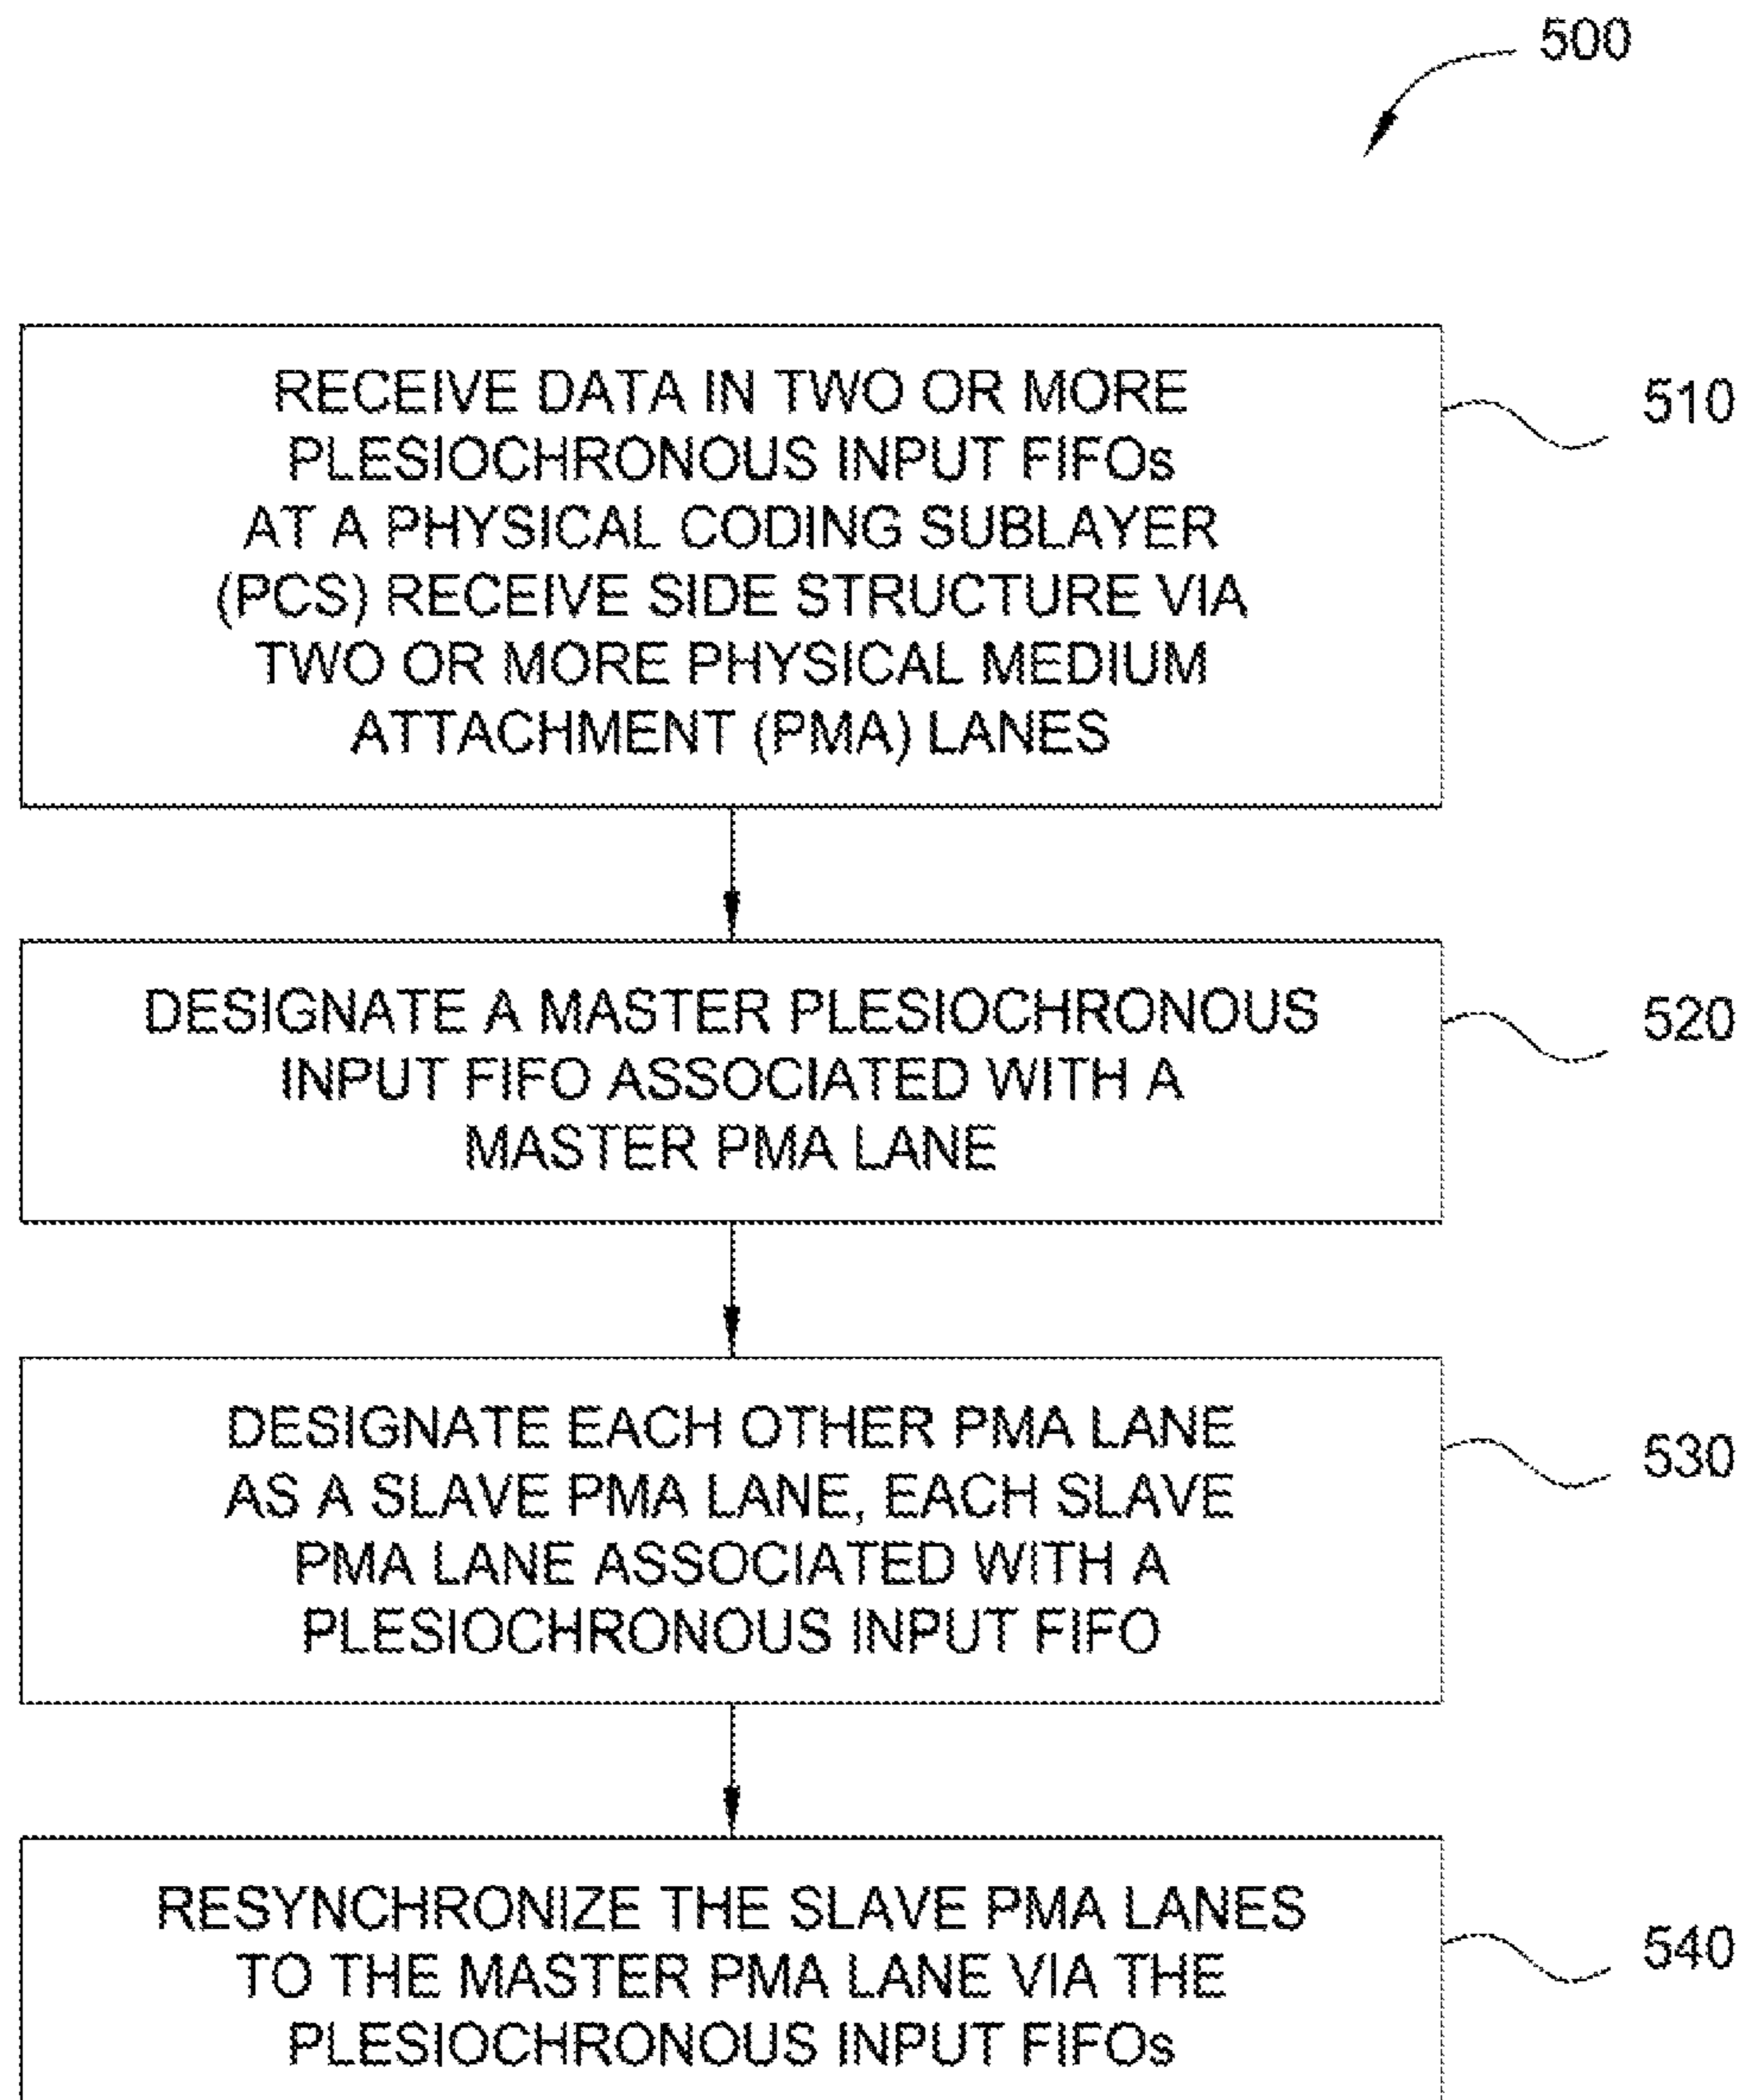 500
RECEIVE DATA IN TWO OR MORE
PLESIOCHRONOUS INPUT FIFOs
AT A PHYSICAL CODING SUBLAYER
(PCS) RECEIVE SIDE STRUCTURE VIA
TWO OR MORE PHYSICAL MEDIUM
ATTACHMENT (PMA) LANES
510
DESIGNATE A MASTER PLESIOCHRONOUS
INPUT FIFO ASSOCIATED WITH A
MASTER PMA LANE
520
DESIGNATE EACH OTHER PMA LANE
AS A SLAVE PMA LANE, EACH SLAVE
PMA LANE ASSOCIATED WITH A
PLESIOCHRONOUS INPUT FIFO
530
RESYNCHRONIZE THE SLAVE PMA LANES
TO THE MASTER PMA LANE VIA THE
PLESIOCHRONOUS INPUT FIFOs
540